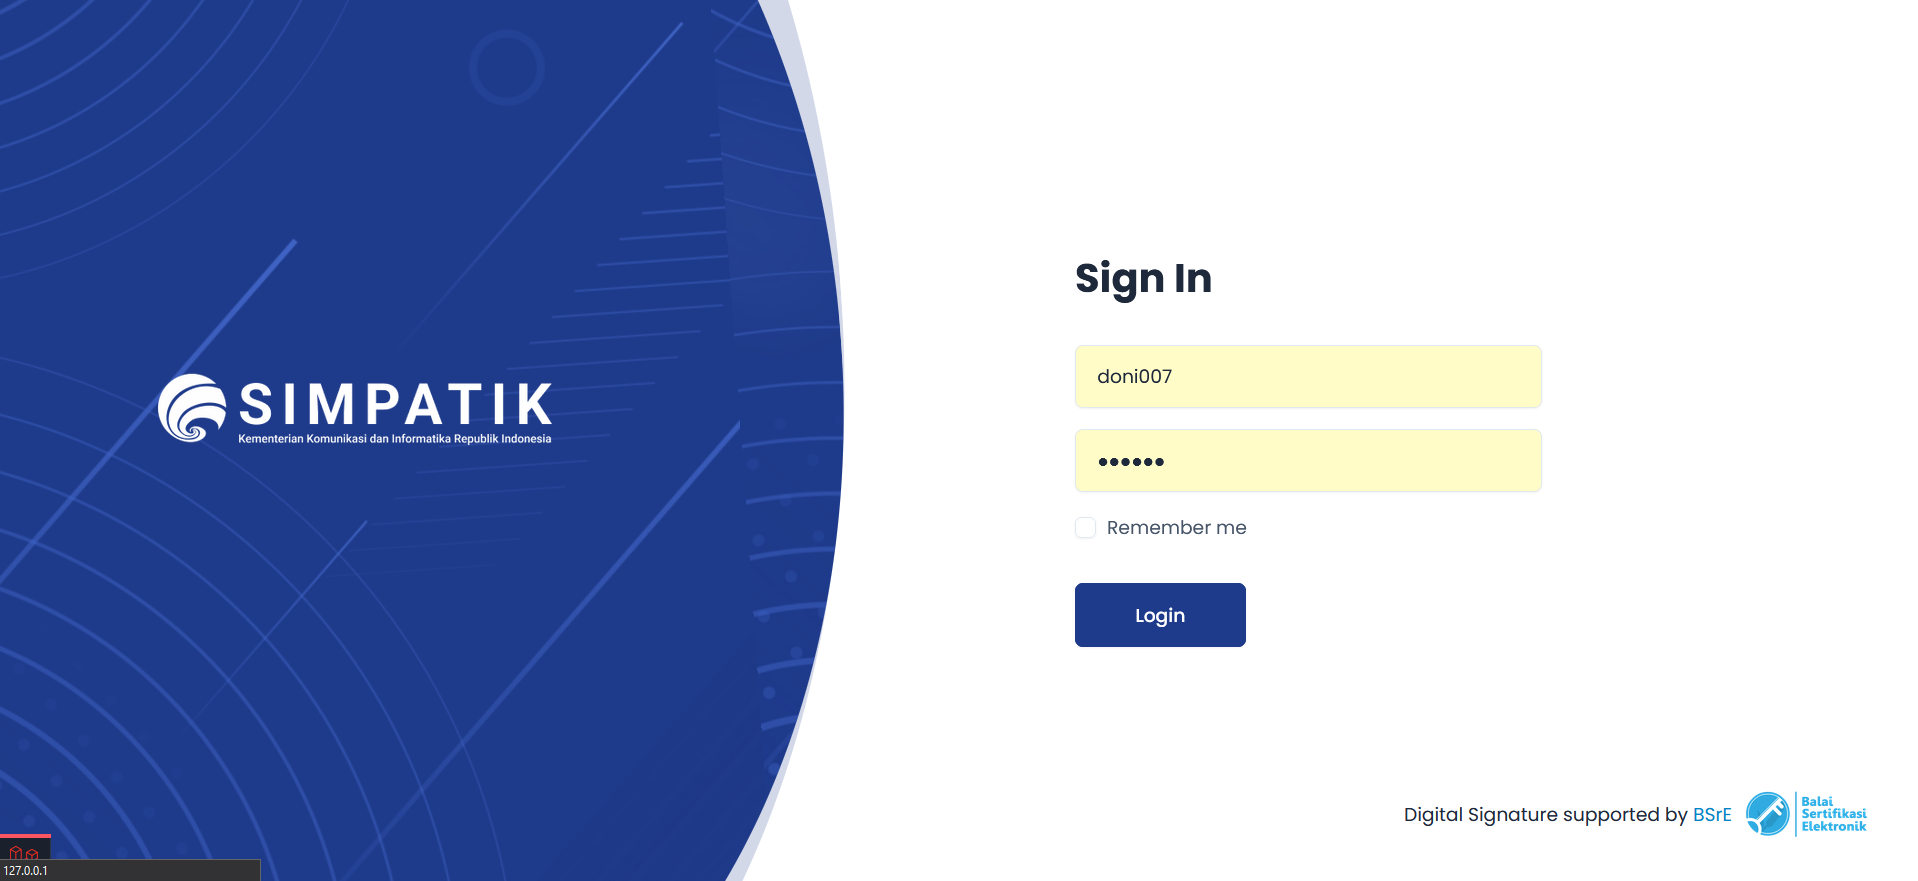 SIMPATIK
Kementerian Komunikasi dan Informatika Republik Indonesia
Sign In
doni007
••••••
Remember me
Login
Digital Signature supported by BSrE
Balai
Sertifikasi
Elektronik
127.0.0.1